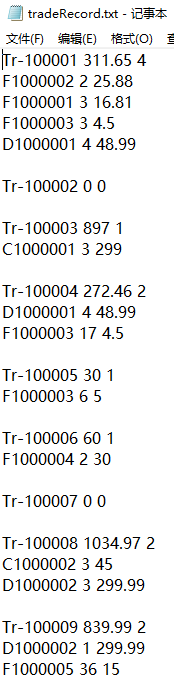 tradeRecord.txt - 记事本
文件(F) 编辑(E) 格式(O) 查
Tr-100001 311.65 4
F1000002 2 25.88
F1000001 3 16.81
F1000003 3 4.5
D1000001 4 48.99
Tr-100002 0 0
Tr-100003 897 1
C1000001 3 299
Tr-100004 272.46 2
D1000001 4 48.99
F1000003 17 4.5
Tr-100005 30 1
F1000003 6 5
Tr-100006 60 1
F1000004 2 30
Tr-100007 0 0
Tr-100008 1034.97 2
C1000002 3 45
D1000002 3 299.99
Tr-100009 839.99 2
D1000002 1 299.99
F1000005 36 15